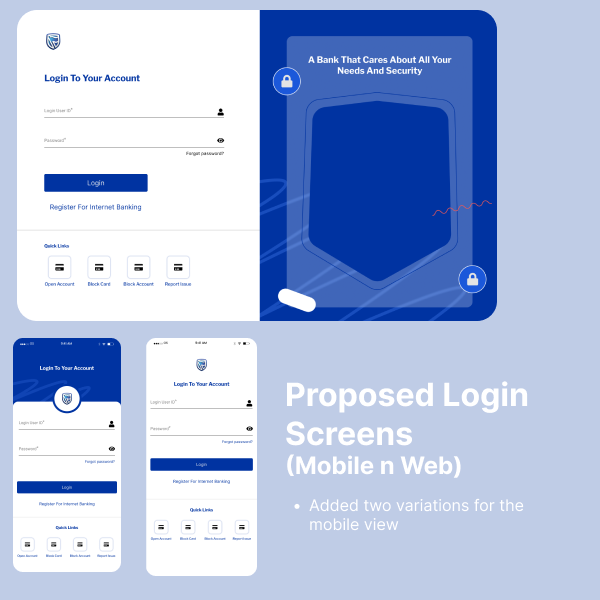 Login To Your Account
Login User ID*
Password*
Forgot password?
Login
Register For Internet Banking
Quick Links
Open Account
Block Card
Block Account
Report Issue
A Bank That Cares About All Your
Needs And Security
9:41 AM
Login To Your Account
Login User ID*
Password*
Forgot password?
Login
Register For Internet Banking
Quick Links
Open Account
Block Card
Block Account
Report Issue
9:41 AM
Login To Your Account
Login User ID*
Password*
Forgot password?
Login
Register For Internet Banking
Quick Links
Open Account
Block Card
Block Account
Report Issue
Proposed Login
Screens
(Mobile n Web)
• Added two variations for the
mobile view